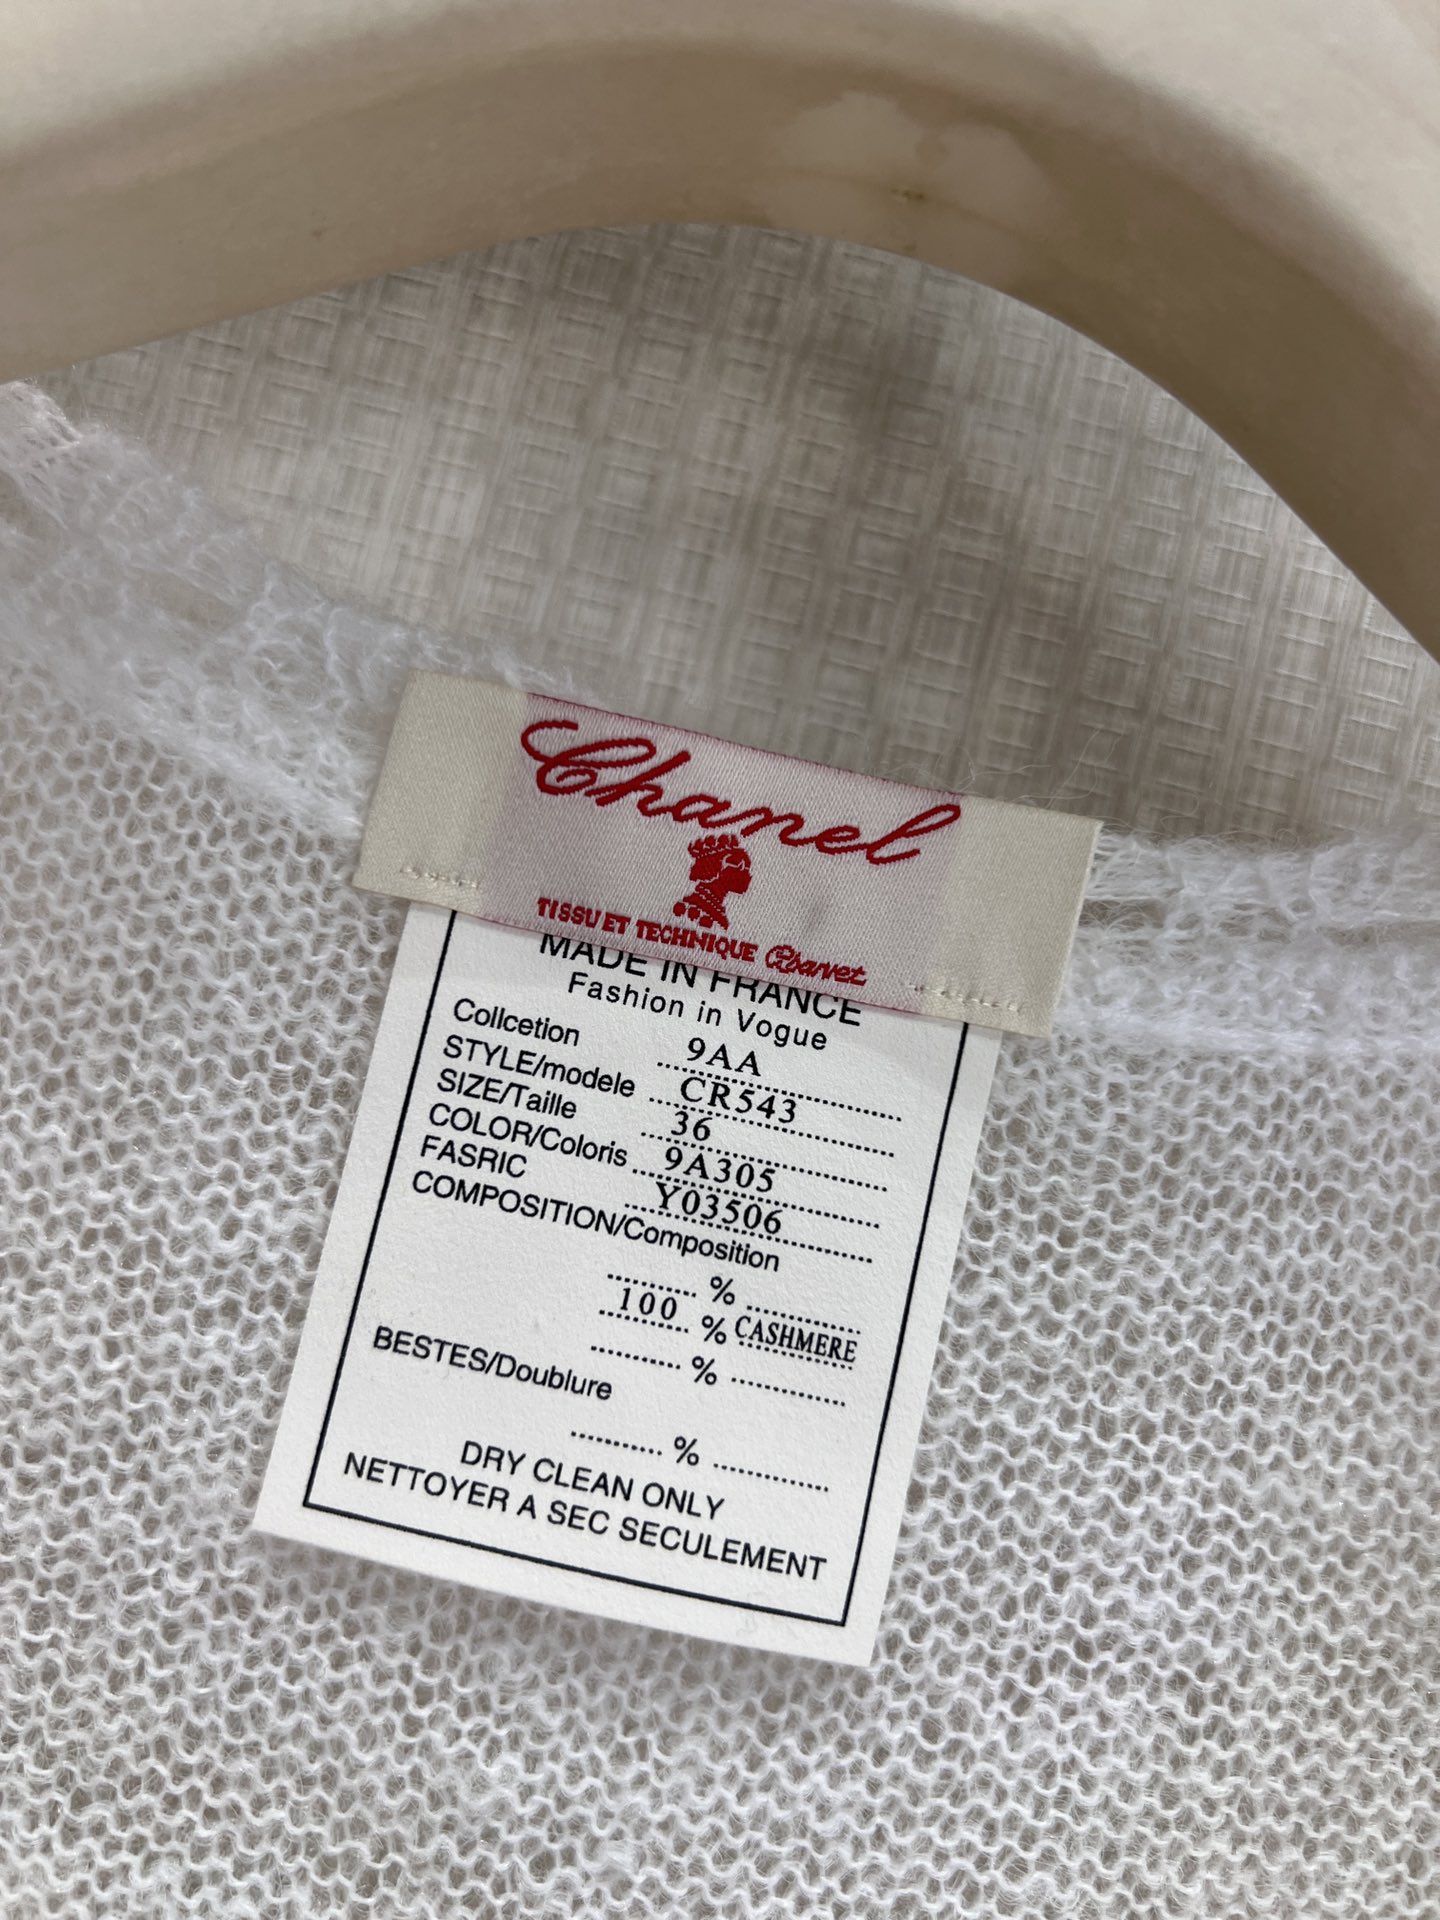 Chanel
TISSU ET TECHNIQUE
MADE IN FRANCE
Fashion in Vogue
Collcetion 9AA
STYLE/modele CR543
SIZE/Taille 36
COLOR/Coloris 9A305
FASRIC Y03506
COMPOSITION/Composition
.......... % ..............
100 % CASHMERE
.......... % ..............
BESTES/Doublure
.......... % ..............
DRY CLEAN ONLY
NETTOYER A SEC SECULEMENT